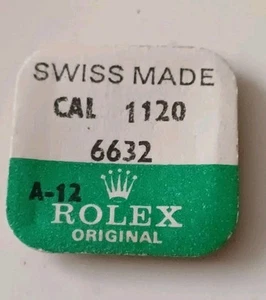 SWISS MADE
CAL 1120
6632
A-12
ROLEX
ORIGINAL